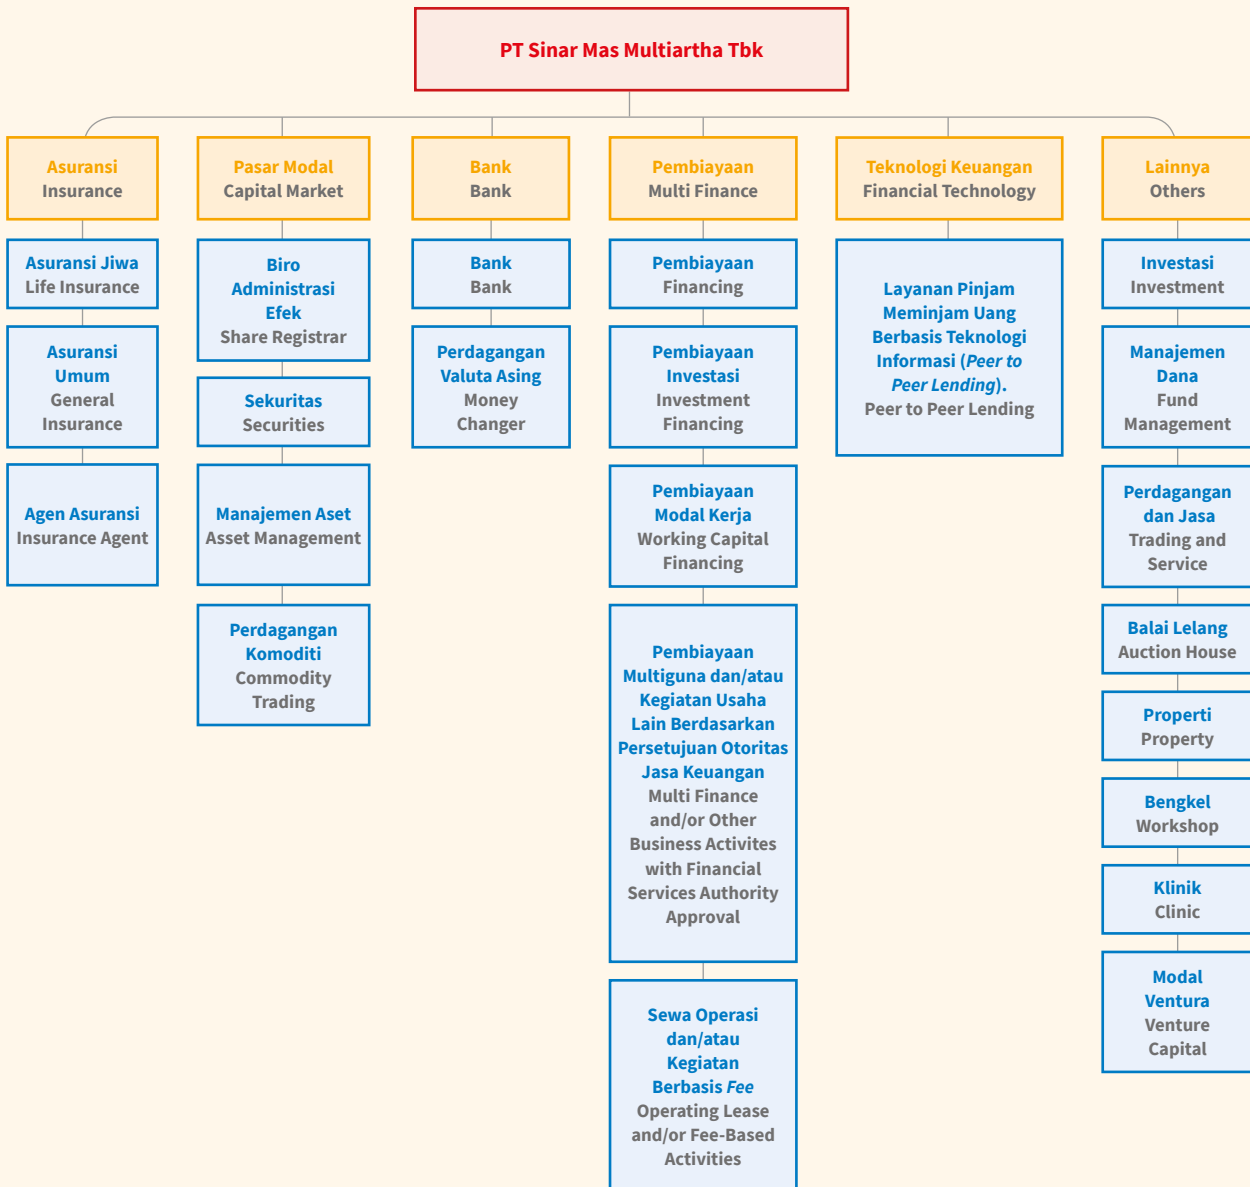 PT Sinar Mas Multiartha Tbk
Asuransi
Insurance
Asuransi Jiwa
Life Insurance
Asuransi
Umum
General
Insurance
Agen Asuransi
Insurance Agent
Pasar Modal
Capital Market
Biro
Administrasi
Efek
Share Registrar
Sekuritas
Securities
Manajemen Aset
Asset Management
Perdagangan
Komoditi
Commodity
Trading
Bank
Bank
Bank
Bank
Perdagangan
Valuta Asing
Money
Changer
Pembiayaan
Multi Finance
Pembiayaan
Financing
Pembiayaan
Investasi
Investment
Financing
Pembiayaan
Modal Kerja
Working Capital
Financing
Pembiayaan
Multiguna dan/atau
Kegiatan Usaha
Lain Berdasarkan
Persetujuan Otoritas
Jasa Keuangan
Multi Finance
and/or Other
Business Activites
with Financial
Services Authority
Approval
Sewa Operasi
dan/atau
Kegiatan
Berbasis Fee
Operating Lease
and/or Fee-Based
Activities
Teknologi Keuangan
Financial Technology
Layanan Pinjam
Meminjam Uang
Berbasis Teknologi
Informasi (Peer to
Peer Lending).
Peer to Peer Lending
Lainnya
Others
Investasi
Investment
Manajemen
Dana
Fund
Management
Perdagangan
dan Jasa
Trading and
Service
Balai Lelang
Auction House
Properti
Property
Bengkel
Workshop
Klinik
Clinic
Modal
Ventura
Venture
Capital